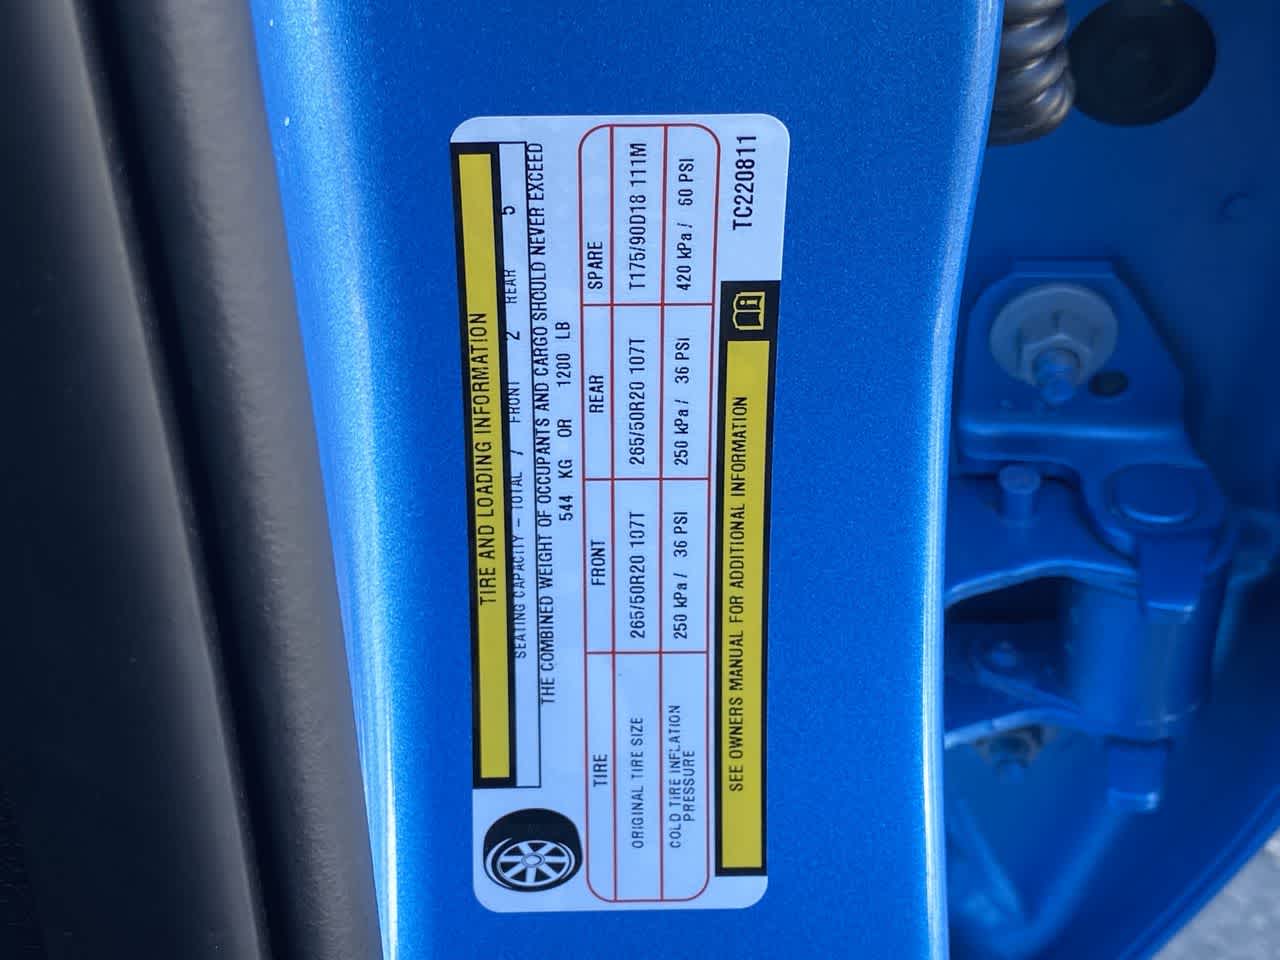 TIRE AND LOADING INFORMATION
SEATING CAPACITY – TOTAL / FRONT 2 REAR 5
THE COMBINED WEIGHT OF OCCUPANTS AND CARGO SHOULD NEVER EXCEED
544 KG OR 1200 LB
TIRE FRONT REAR SPARE
ORIGINAL TIRE SIZE 265/50R20 107T 265/50R20 107T T175/90D18 111M
COLD TIRE INFLATION PRESSURE 250 kPa / 36 PSI 250 kPa / 36 PSI 420 kPa / 60 PSI
SEE OWNERS MANUAL FOR ADDITIONAL INFORMATION
TC220811